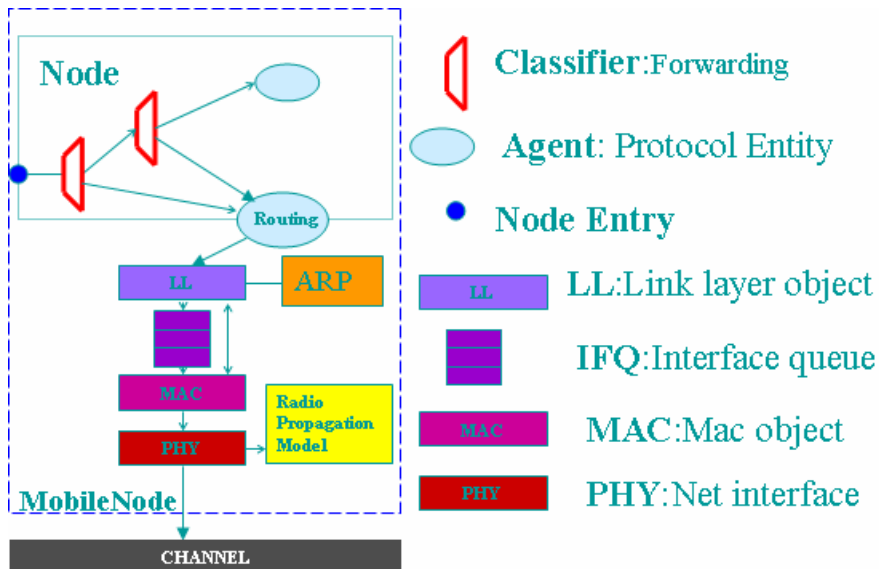 Node
Routing
LL
ARP
MAC
Radio
Propagation
Model
PHY
MobileNode
CHANNEL
Classifier:Forwarding
Agent: Protocol Entity
Node Entry
LL
LL:Link layer object
IFQ:Interface queue
MAC
MAC:Mac object
PHY
PHY:Net interface